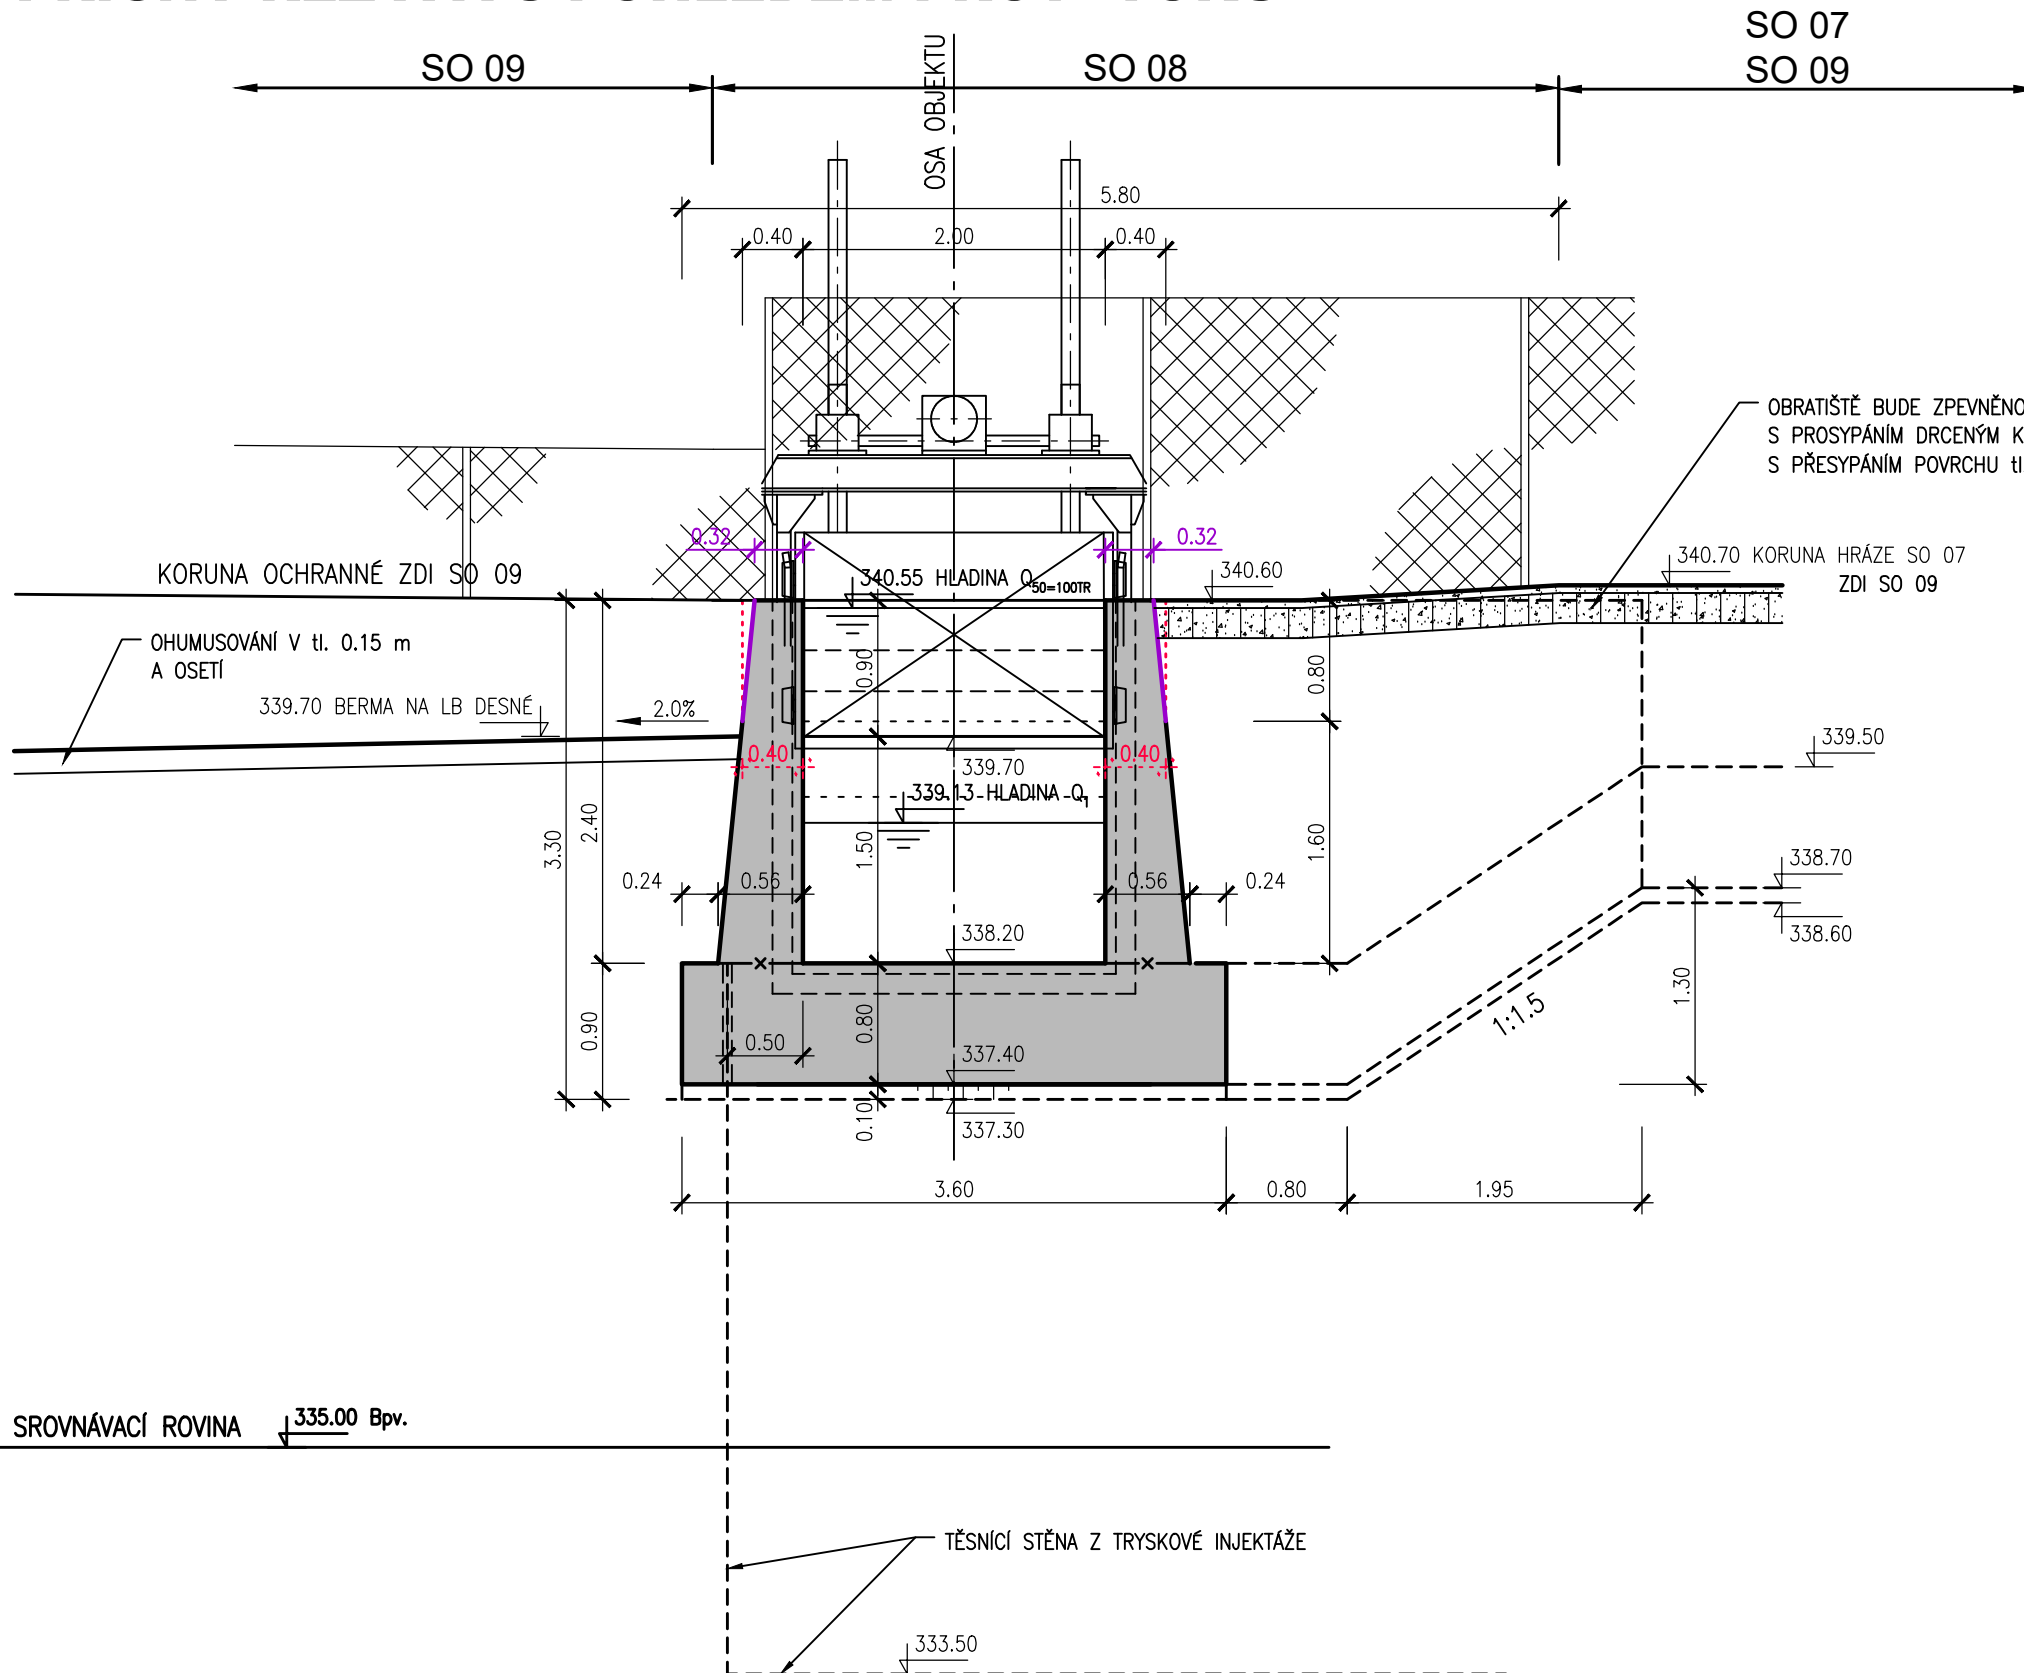 SO 07
SO 09
SO 08
SO 09
OSA OBJEKTU
5.80
0.40
2.00
0.40
OBRATIŠTĚ BUDE ZPEVNĚNO
S PROSYPÁNÍM DRCENÝM K
S PŘESYPÁNÍM POVRCHU tl.
0.32
0.32
KORUNA OCHRANNÉ ZDI SO 09
340.55 HLADINA Q50=100TR
340.60
340.70 KORUNA HRÁZE SO 07
ZDI SO 09
OHUMUSOVÁNÍ V tl. 0.15 m
A OSETÍ
339.70 BERMA NA LB DESNÉ
2.0%
0.90
0.80
0.40
0.40
339.70
339.50
339.13 HLADINA Q1
3.30
2.40
1.50
1.60
0.24
0.56
0.56
0.24
338.70
338.20
338.60
0.90
0.50
0.80
337.40
1:1.5
1.30
0.10
337.30
3.60
0.80
1.95
SROVNÁVACÍ ROVINA
335.00 Bpv.
TĚSNÍCÍ STĚNA Z TRYSKOVÉ INJEKTÁŽE
333.50